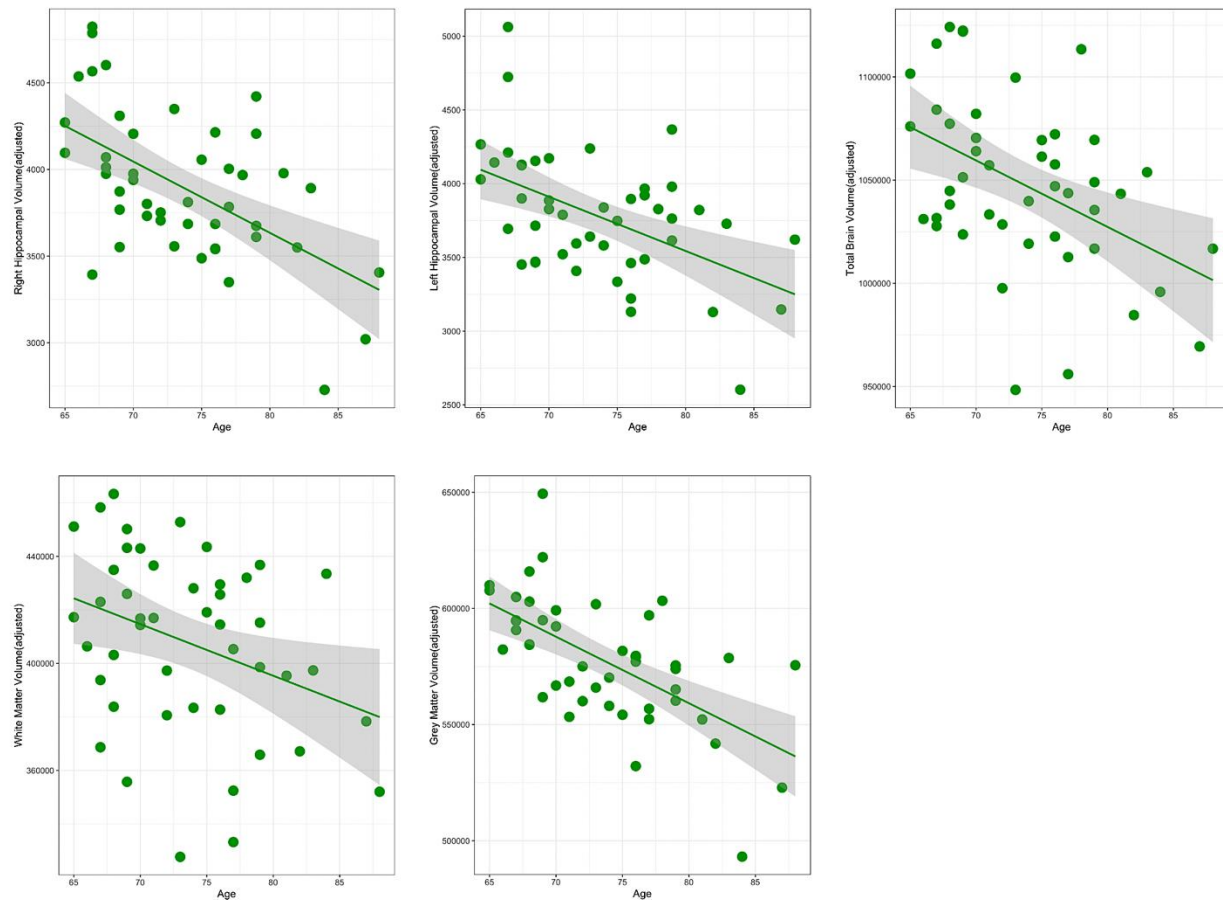 Right Hippocampal Volume(adjusted)
4500
4000
3500
3000
65 70 75 80 85
Age
Left Hippocampal Volume(adjusted)
5000
4500
4000
3500
3000
2500
65 70 75 80 85
Age
Total Brain Volume(adjusted)
1100000
1050000
1000000
950000
65 70 75 80 85
Age
White Matter Volume(adjusted)
440000
400000
360000
65 70 75 80 85
Age
Grey Matter Volume(adjusted)
650000
600000
550000
500000
65 70 75 80 85
Age